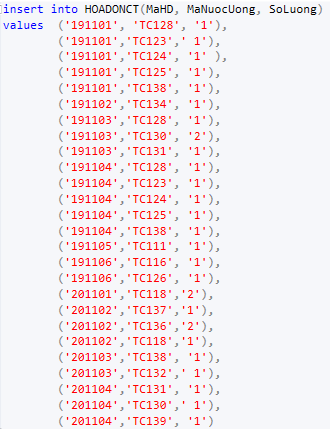 insert into HOADONCT(MaHD, MaNuocUong, SoLuong)
values ('191101', 'TC128', '1'),
('191101','TC123',' 1'),
('191101','TC124', '1' ),
('191101','TC125', '1'),
('191101','TC138', '1'),
('191102','TC134', '1'),
('191103','TC128', '1'),
('191103','TC130', '2'),
('191103','TC131', '1'),
('191104','TC128', '1'),
('191104','TC123', '1'),
('191104','TC124', '1'),
('191104','TC125', '1'),
('191104','TC138', '1'),
('191105','TC111', '1'),
('191106','TC116', '1'),
('191106','TC126', '1'),
('201101','TC118','2'),
('201102','TC137','1'),
('201102','TC136','2'),
('201102','TC118','1'),
('201103','TC138', '1'),
('201103','TC132',' 1'),
('201104','TC131', '1'),
('201104','TC130',' 1'),
('201104','TC139', '1')